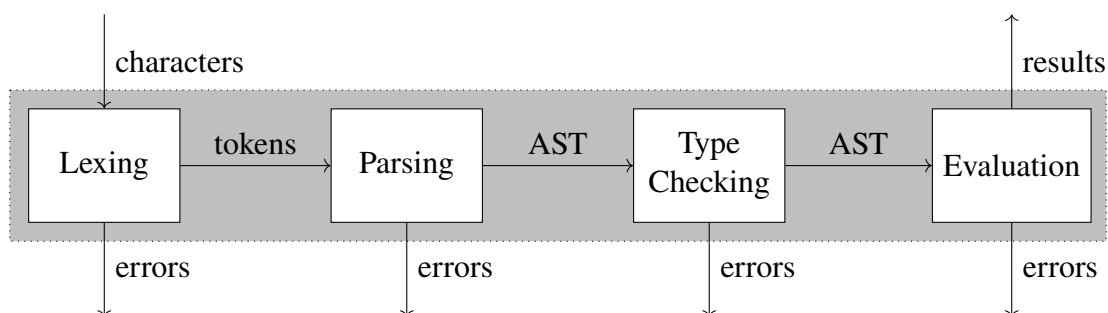 characters
results
Lexing
tokens
Parsing
AST
Type
Checking
AST
Evaluation
errors
errors
errors
errors